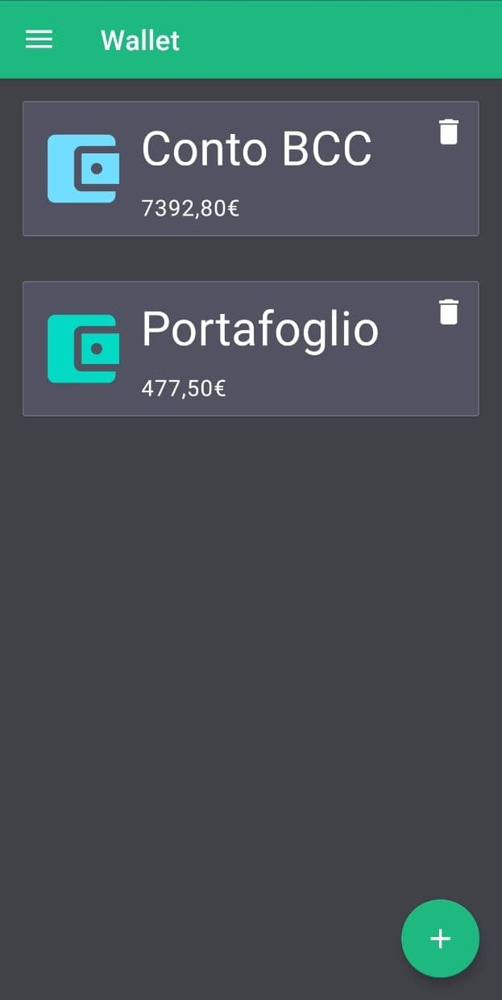 Wallet
Conto BCC
7392,80€
Portafoglio
477,50€